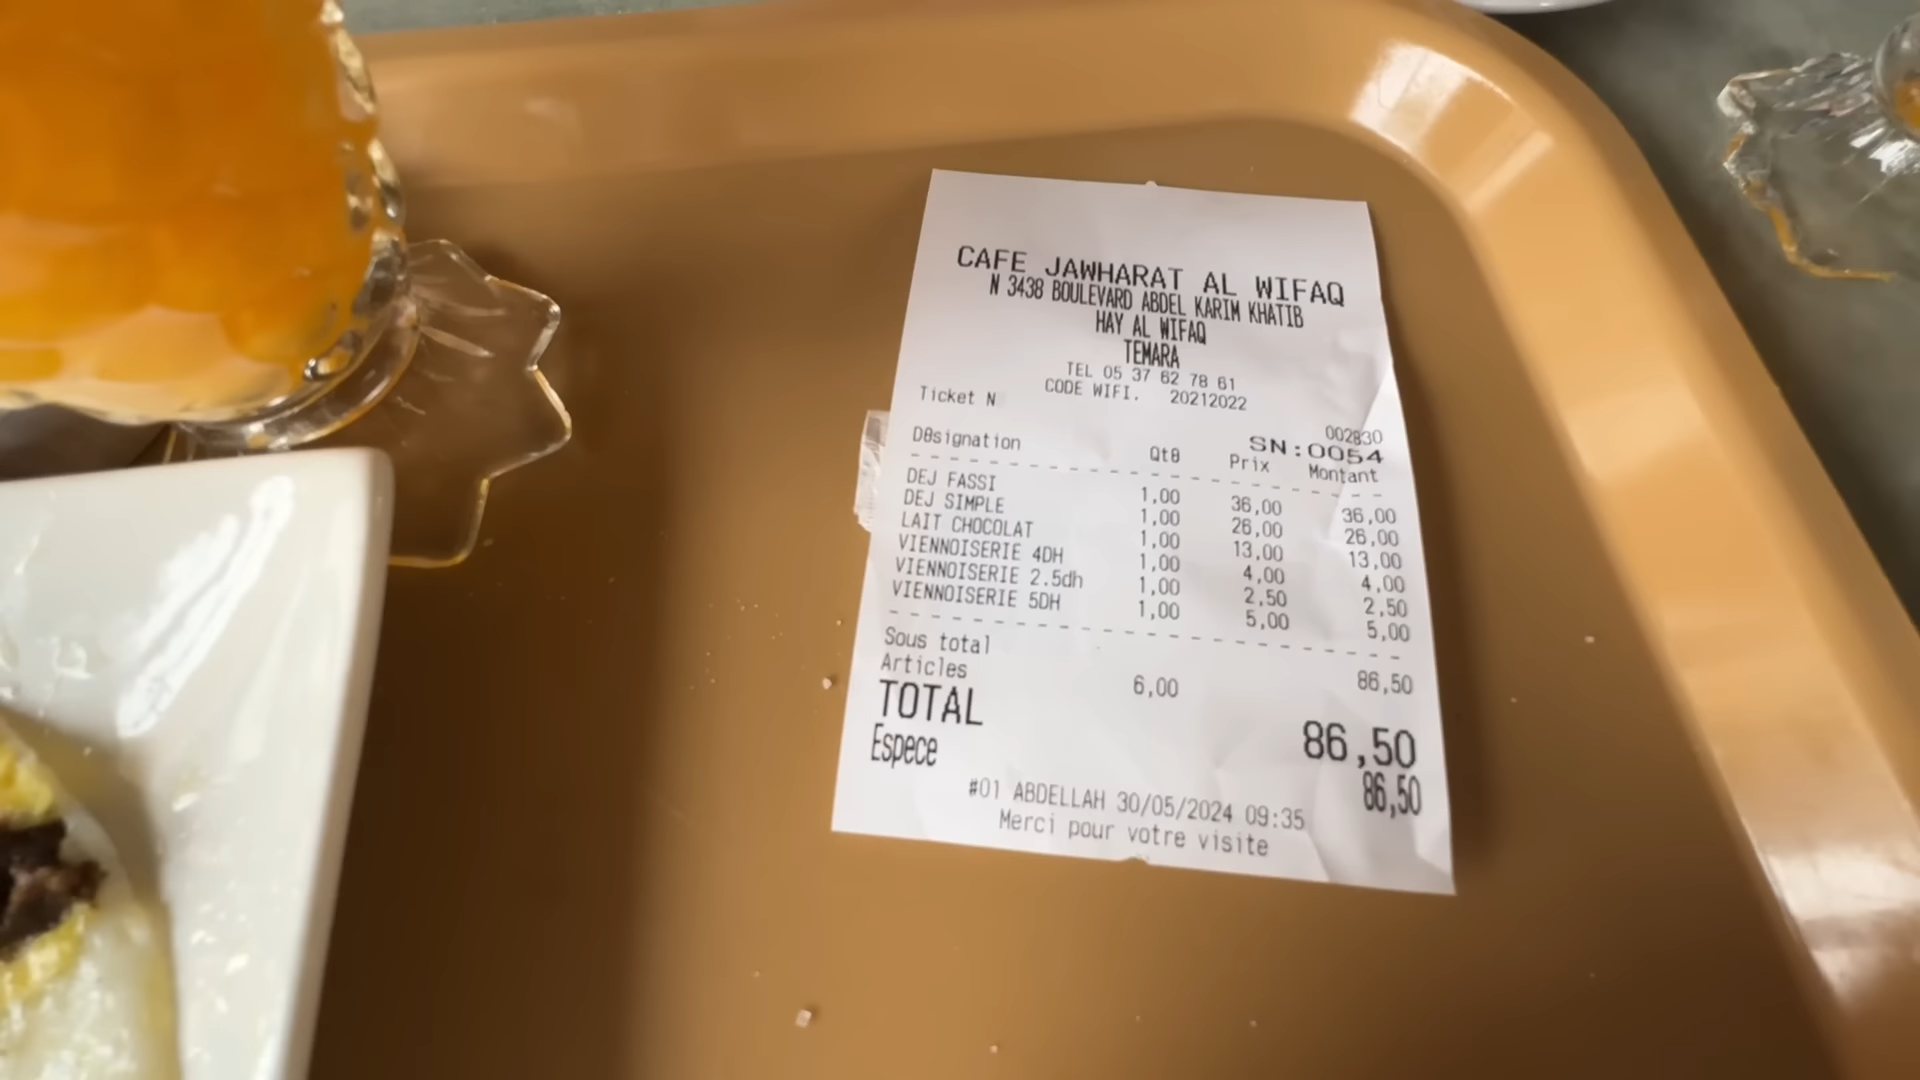 CAFE JAWHARAT AL WIFAQ
N 3438 BOULEVARD ABDEL KARIM KHATIB
HAY AL WIFAQ
TEMARA
TEL 05 37 62 78 61
CODE WIFI. 20212022
Ticket N 002830
SN:0054
DÐsignation QtÐ Prix Montant
DEJ FASSI 1,00 36,00 36,00
DEJ SIMPLE 1,00 26,00 26,00
LAIT CHOCOLAT 1,00 13,00 13,00
VIENNOISERIE 4DH 1,00 4,00 4,00
VIENNOISERIE 2.5dh 1,00 2,50 2,50
VIENNOISERIE 5DH 1,00 5,00 5,00
Sous total 86,50
Articles 6,00
TOTAL 86,50
Espece 86,50
#01 ABDELLAH 30/05/2024 09:35
Merci pour votre visite